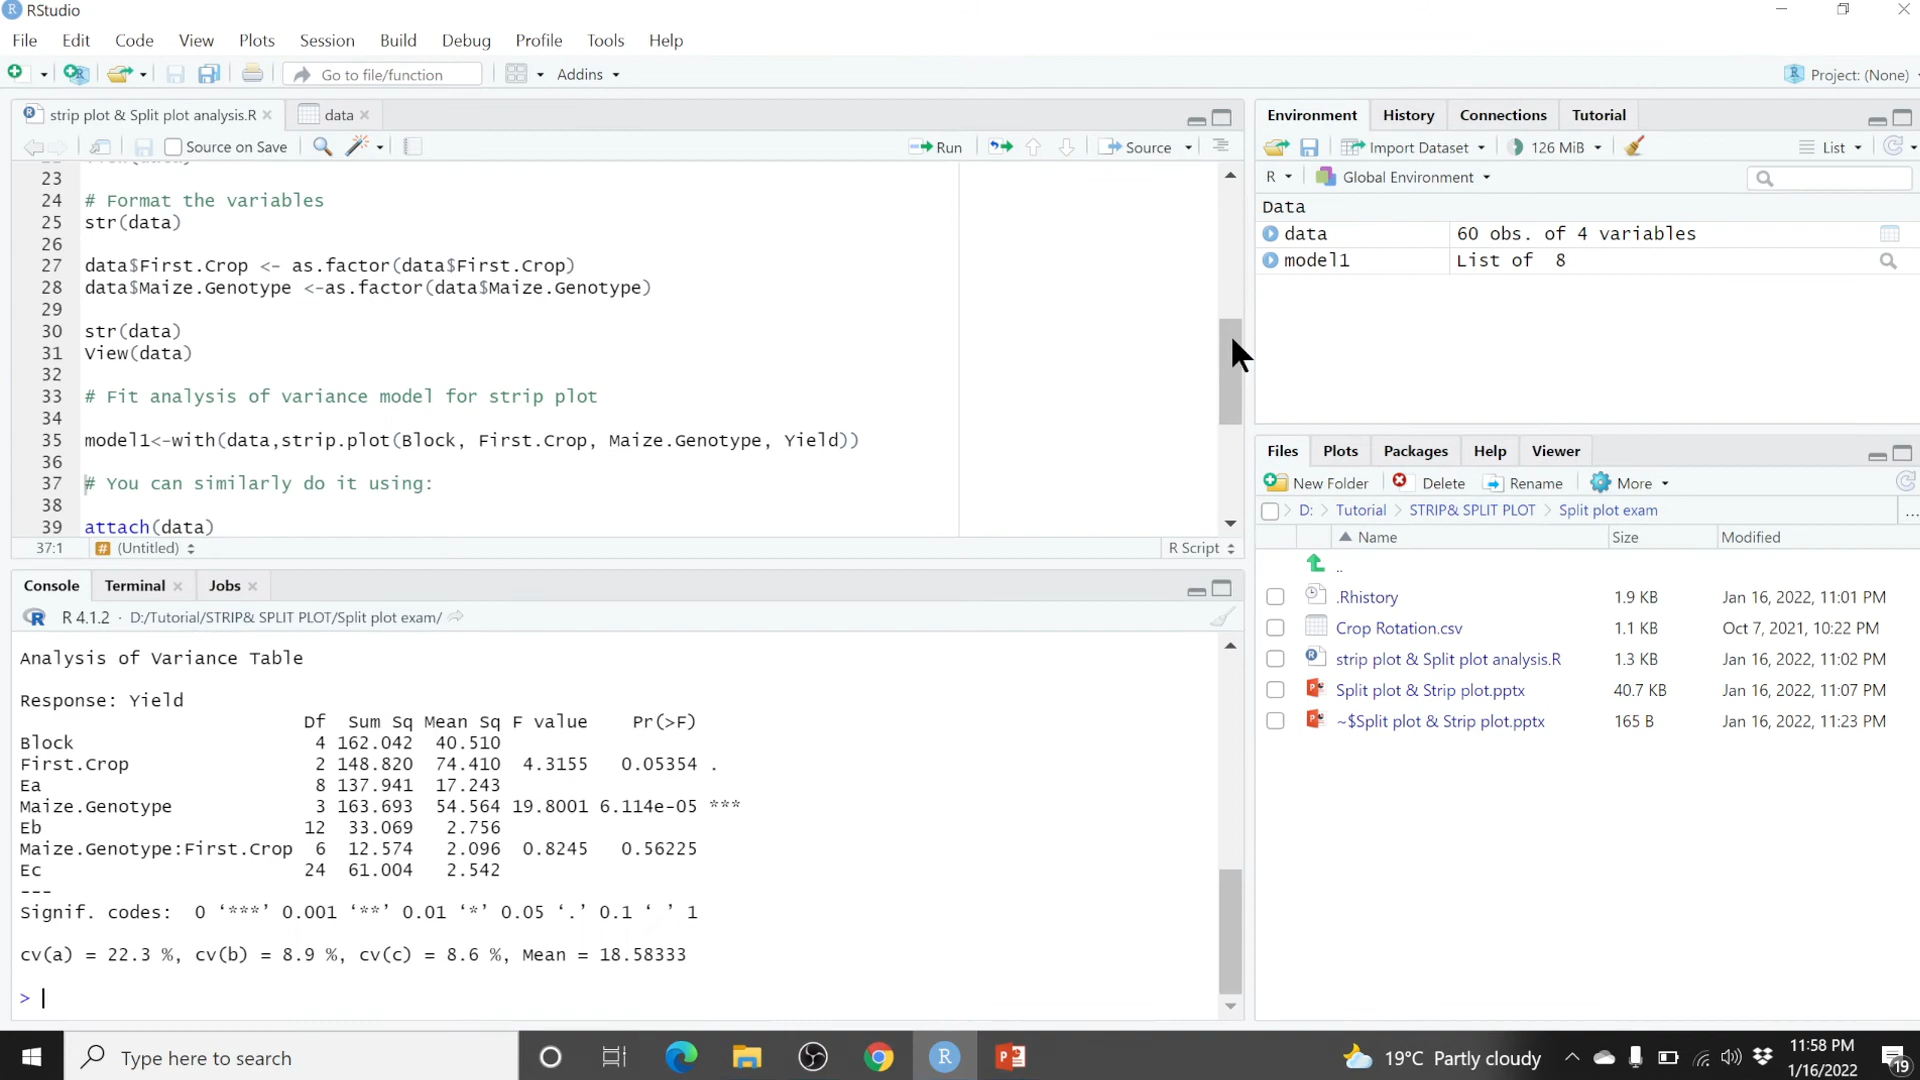 RStudio
File Edit Code View Plots Session Build Debug Profile Tools Help
Go to file/function Addins Project: (None)
strip plot & Split plot analysis.R data
Source on Save Run Source
23
24 # Format the variables
25 str(data)
26
27 data$First.Crop <- as.factor(data$First.Crop)
28 data$Maize.Genotype <-as.factor(data$Maize.Genotype)
29
30 str(data)
31 View(data)
32
33 # Fit analysis of variance model for strip plot
34
35 model1<-with(data,strip.plot(Block, First.Crop, Maize.Genotype, Yield))
36
37 # You can similarly do it using:
38
39 attach(data)
37:1 (Untitled) R Script
Console Terminal Jobs
R 4.1.2 · D:/Tutorial/STRIP& SPLIT PLOT/Split plot exam/
Analysis of Variance Table
Response: Yield
Df Sum Sq Mean Sq F value Pr(>F)
Block 4 162.042 40.510
First.Crop 2 148.820 74.410 4.3155 0.05354 .
Ea 8 137.941 17.243
Maize.Genotype 3 163.693 54.564 19.8001 6.114e-05 ***
Eb 12 33.069 2.756
Maize.Genotype:First.Crop 6 12.574 2.096 0.8245 0.56225
Ec 24 61.004 2.542
---
Signif. codes: 0 ‘***’ 0.001 ‘**’ 0.01 ‘*’ 0.05 ‘.’ 0.1 ‘ ’ 1
cv(a) = 22.3 %, cv(b) = 8.9 %, cv(c) = 8.6 %, Mean = 18.58333
>
Environment History Connections Tutorial
Import Dataset 126 MiB List
R Global Environment
Data
data 60 obs. of 4 variables
model1 List of 8
Files Plots Packages Help Viewer
New Folder Delete Rename More
D: Tutorial STRIP& SPLIT PLOT Split plot exam ...
Name Size Modified
..
.Rhistory 1.9 KB Jan 16, 2022, 11:01 PM
Crop Rotation.csv 1.1 KB Oct 7, 2021, 10:22 PM
strip plot & Split plot analysis.R 1.3 KB Jan 16, 2022, 11:02 PM
Split plot & Strip plot.pptx 40.7 KB Jan 16, 2022, 11:07 PM
~$Split plot & Strip plot.pptx 165 B Jan 16, 2022, 11:23 PM
Type here to search 19°C Partly cloudy 11:58 PM
1/16/2022 19